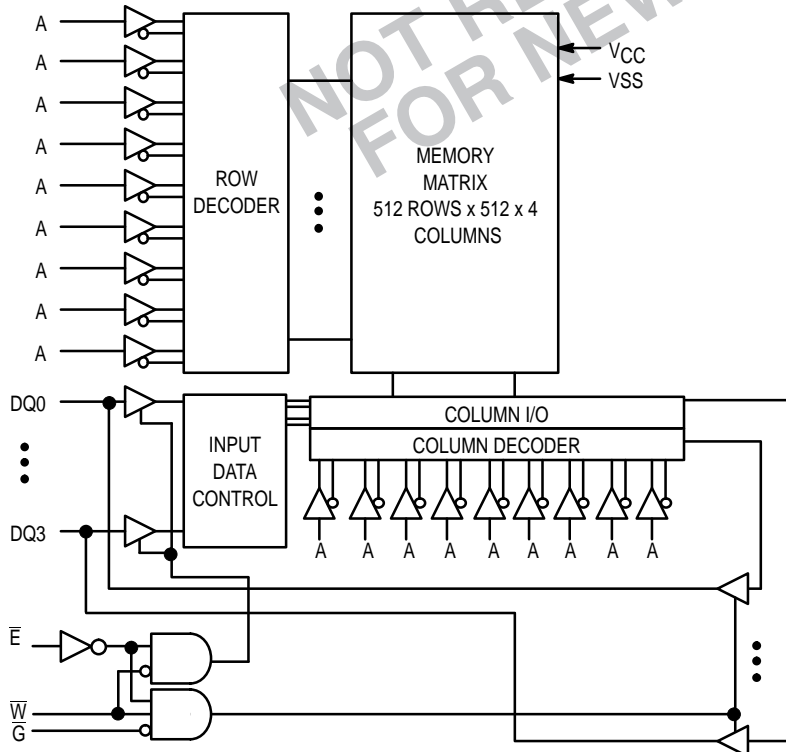 NOT RE
FOR NEW
A
A
A
A
A
A
A
A
A
ROW
DECODER
MEMORY
MATRIX
512 ROWS x 512 x 4
COLUMNS
VCC
VSS
DQ0
DQ3
INPUT
DATA
CONTROL
COLUMN I/O
COLUMN DECODER
A A A A A A A A A
E̅
W̅
G̅